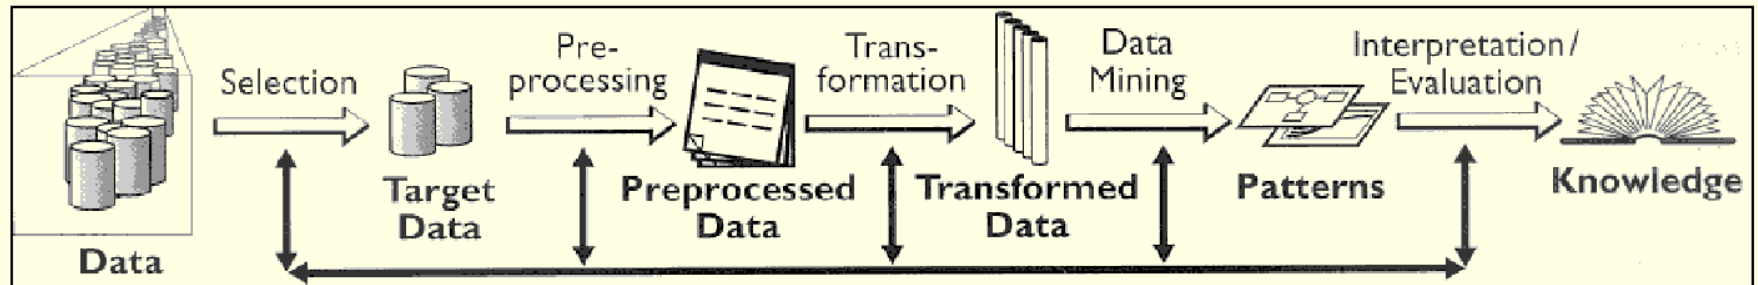 Data
Selection
Target
Data
Pre-
processing
Preprocessed
Data
Trans-
formation
Transformed
Data
Data
Mining
Patterns
Interpretation/
Evaluation
Knowledge